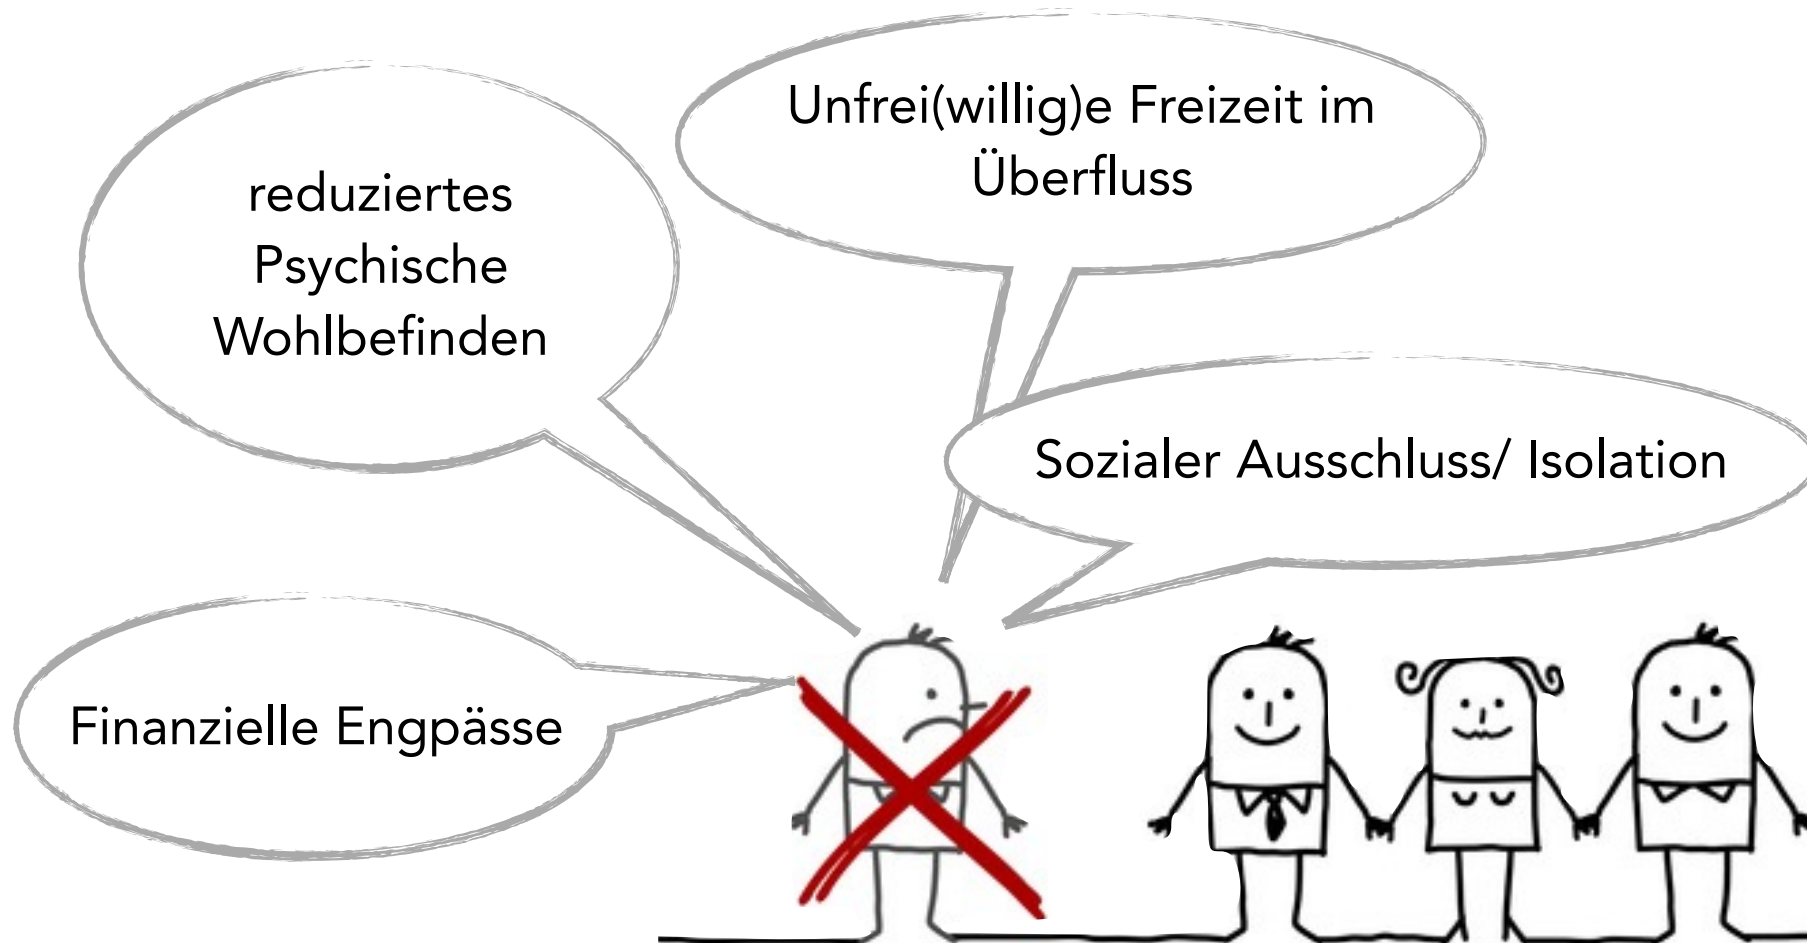 reduziertes
Psychische
Wohlbefinden
Unfrei(willig)e Freizeit im
Überfluss
Sozialer Ausschluss/ Isolation
Finanzielle Engpässe